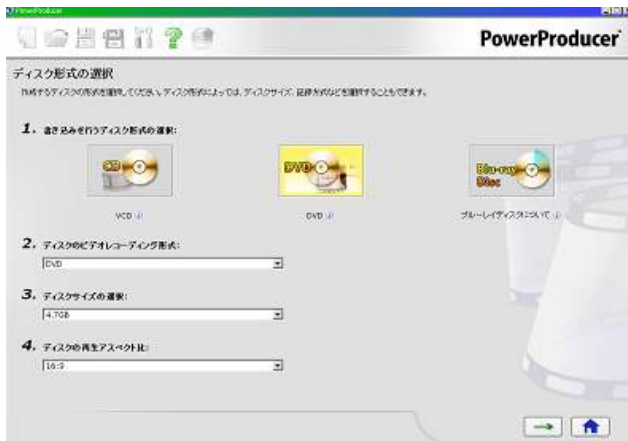 PowerProducer
PowerProducer
ディスク形式の選択
作成するディスクの形式を選択してください。ディスク形式によっては、ディスクサイズ、記録方式などを選択することもできます。
1. 書き込みを行うディスク形式の選択:
CD
DVD
Blu-ray Disc
VCD
DVD
ブルーレイディスクについて
2. ディスクのビデオレコーディング形式:
DVD
3. ディスクサイズの選択:
4.7GB
4. ディスクの再生アスペクト比:
16:9